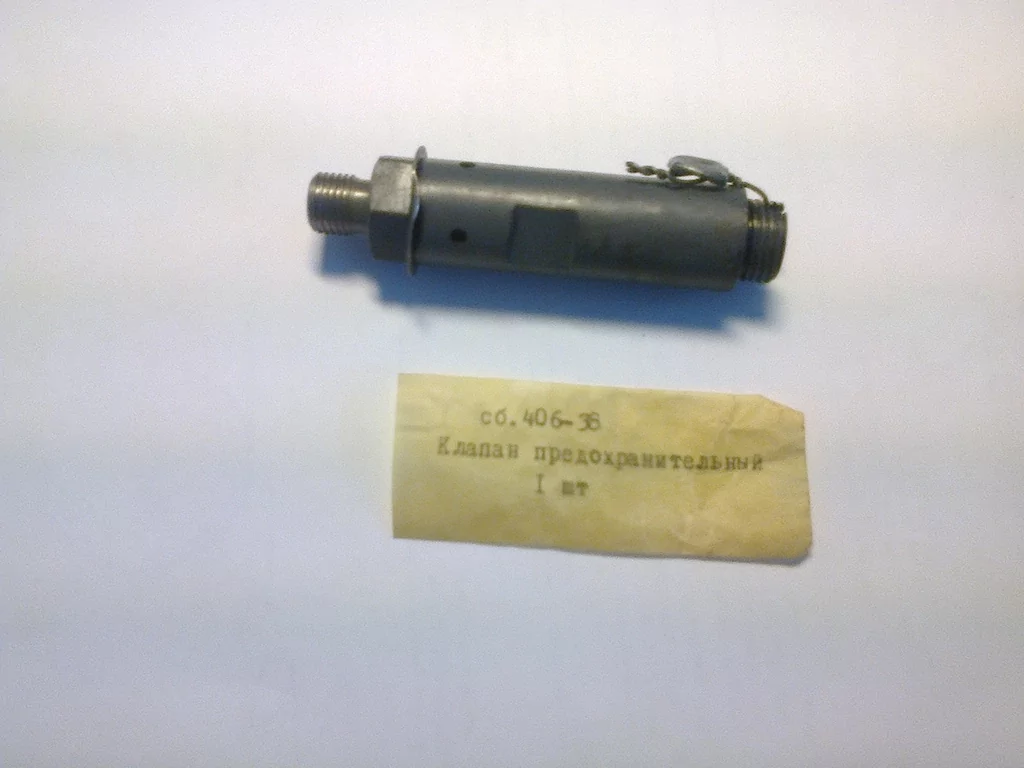 сб.406-38
Клапан предохранительный
I шт